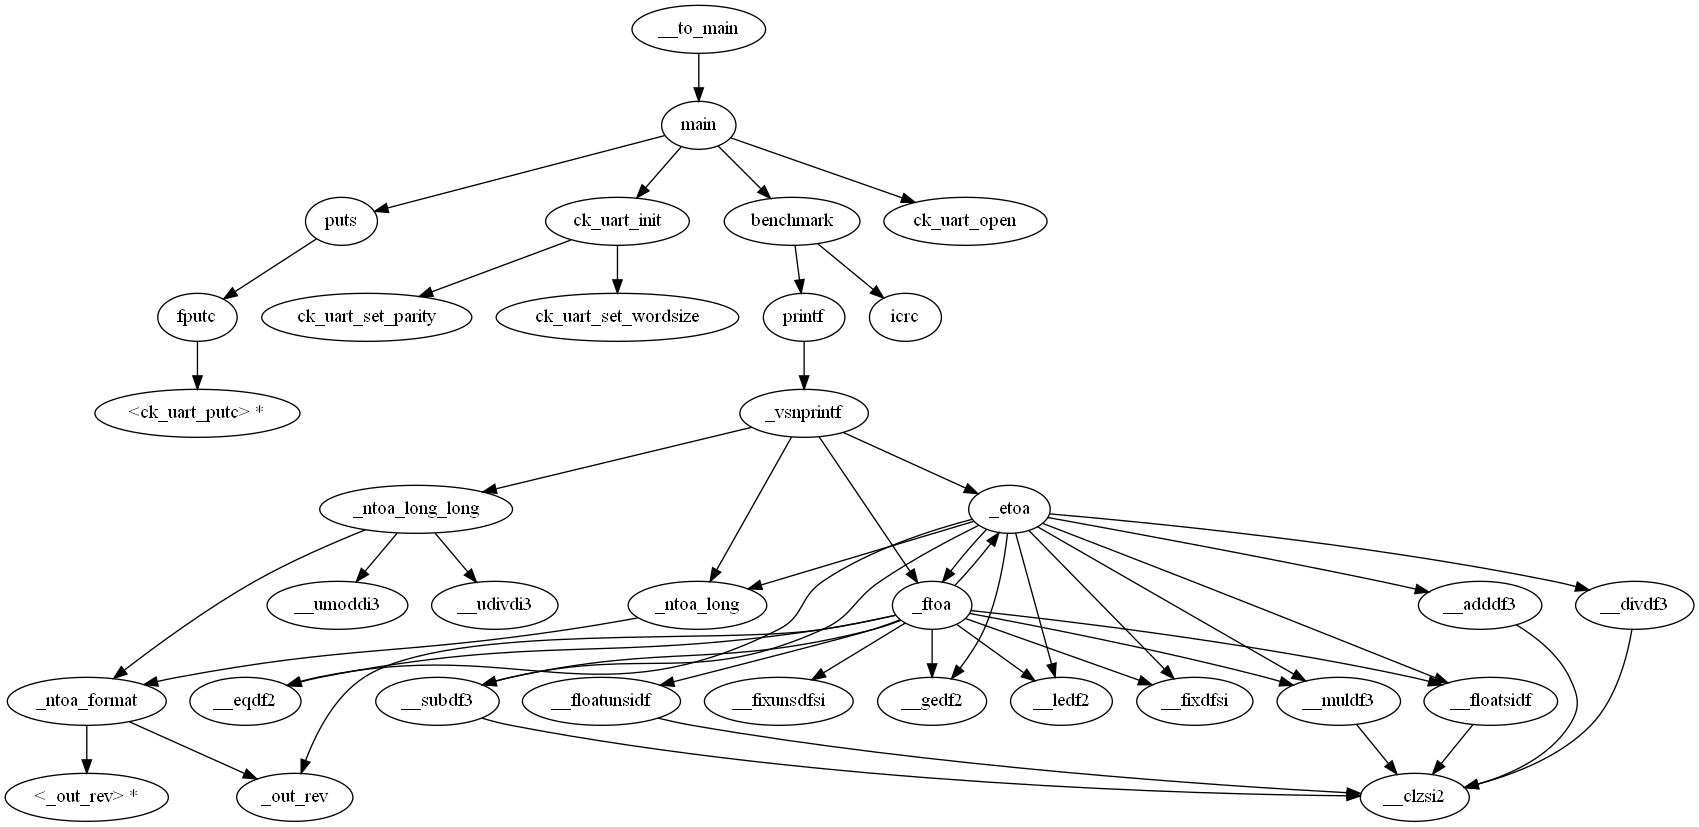 __to_main
main
puts
ck_uart_init
benchmark
ck_uart_open
fputc
ck_uart_set_parity
ck_uart_set_wordsize
printf
icrc
<ck_uart_putc> *
_vsnprintf
_ntoa_long_long
_etoa
__umoddi3
__udivdi3
_ntoa_long
_ftoa
__adddf3
__divdf3
_ntoa_format
__eqdf2
__subdf3
__floatunsidf
__fixunsdfsi
__gedf2
__ledf2
__fixdfsi
__muldf3
__floatsidf
<_out_rev> *
_out_rev
__clzsi2